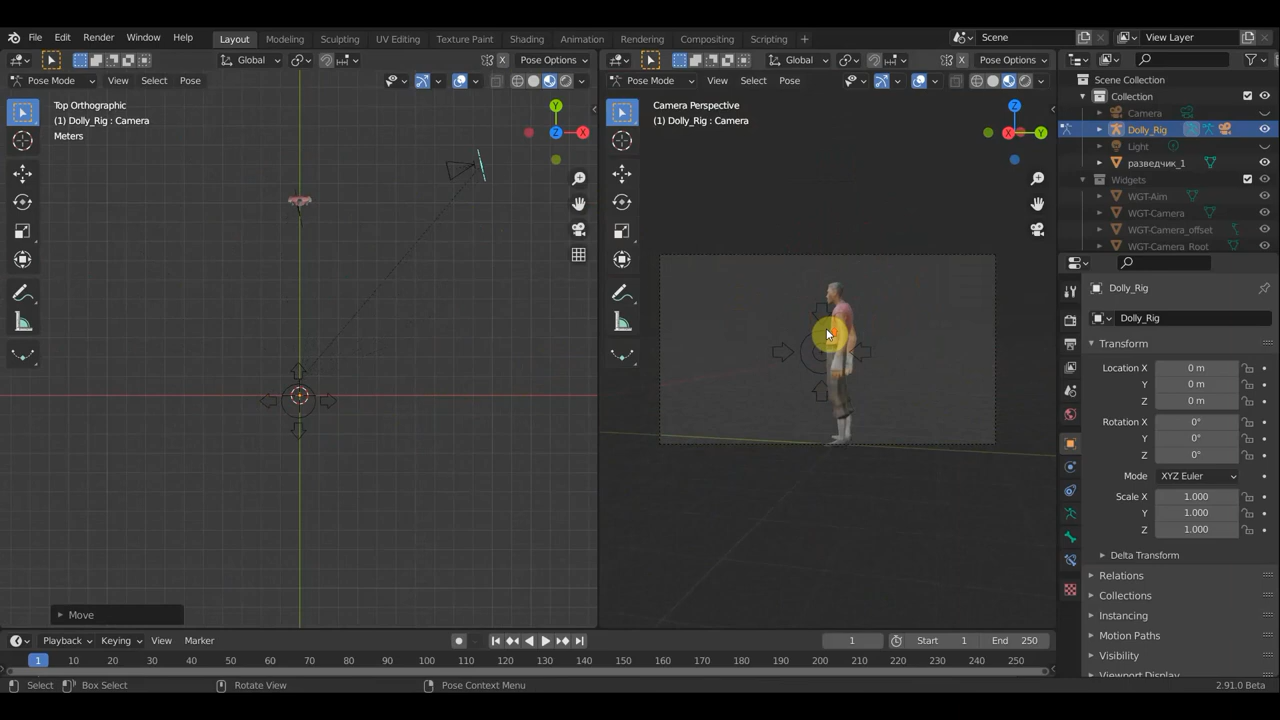 File Edit Render Window Help Layout Modeling Sculpting UV Editing Texture Paint Shading Animation Rendering Compositing Scripting + Scene View Layer
Global X Pose Options
Global X Pose Options
Pose Mode View Select Pose
Pose Mode View Select Pose
Top Orthographic
(1) Dolly_Rig : Camera
Meters
Y
Z X
Camera Perspective
(1) Dolly_Rig : Camera
Z
X Y
Scene Collection
Collection
Camera
Dolly_Rig
Light
разведчик_1
Widgets
WGT-Aim
WGT-Camera
WGT-Camera_offset
WGT-Camera_Root
Dolly_Rig
Dolly_Rig
Transform
Location X 0 m
Y 0 m
Z 0 m
Rotation X 0°
Y 0°
Z 0°
Mode XYZ Euler
Scale X 1.000
Y 1.000
Z 1.000
Delta Transform
Relations
Collections
Instancing
Motion Paths
Visibility
Viewport Display
Move
Playback Keying View Marker 1 Start 1 End 250
1 10 20 30 40 50 60 70 80 90 100 110 120 130 140 150 160 170 180 190 200 210 220 230 240 250
Select Box Select Rotate View Pose Context Menu 2.91.0 Beta